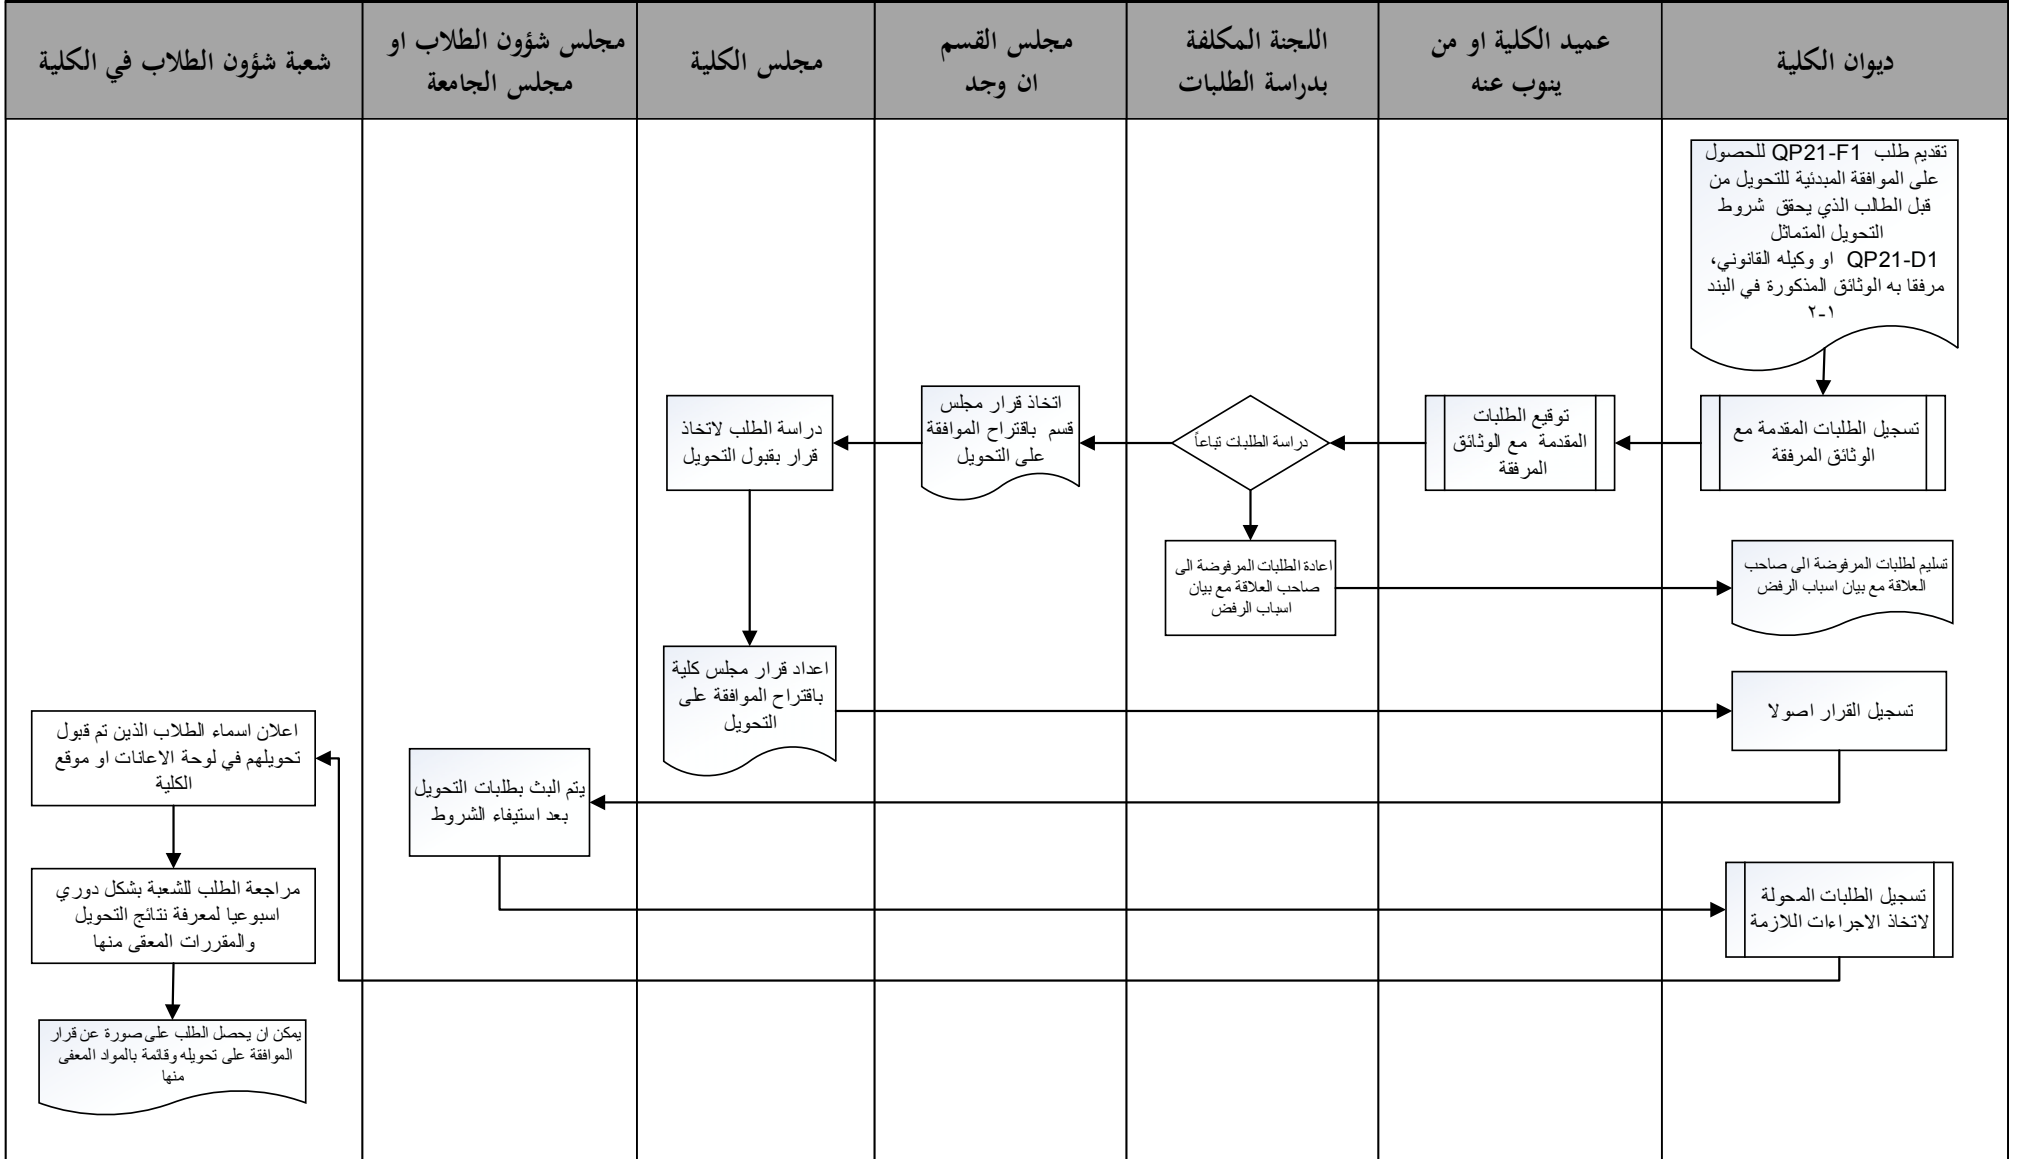 ديوان الكلية
عميد الكلية او من
ينوب عنه
اللجنة المكلفة
بدراسة الطلبات
مجلس القسم
ان وجد
مجلس الكلية
مجلس شؤون الطلاب او
مجلس الجامعة
شعبة شؤون الطلاب في الكلية
تقديم طلب QP21-F1 للحصول
على الموافقة المبدئية للتحويل من
قبل الطالب الذي يحقق شروط
التحويل المتماثل
QP21-D1 او وكيله القانوني،
مرفقا به الوثائق المذكورة في البند
٢-١
تسجيل الطلبات المقدمة مع
الوثائق المرفقة
توقيع الطلبات
المقدمة مع الوثائق
المرفقة
دراسة الطلبات تباعاً
اتخاذ قرار مجلس
قسم باقتراح الموافقة
على التحويل
دراسة الطلب لاتخاذ
قرار بقبول التحويل
اعادة الطلبات المرفوضة الى
صاحب العلاقة مع بيان
اسباب الرفض
تسليم لطلبات المرفوضة الى صاحب
العلاقة مع بيان اسباب الرفض
اعداد قرار مجلس كلية
باقتراح الموافقة على
التحويل
تسجيل القرار اصولا
يتم البث بطلبات التحويل
بعد استيفاء الشروط
تسجيل الطلبات المحولة
لاتخاذ الاجراءات اللازمة
اعلان اسماء الطلاب الذين تم قبول
تحويلهم في لوحة الاعانات او موقع
الكلية
مراجعة الطلب للشعبة بشكل دوري
اسبوعيا لمعرفة نتائج التحويل
والمقررات المعقى منها
يمكن ان يحصل الطلب على صورة عن قرار
الموافقة على تحويله وقائمة بالمواد المعفى
منها